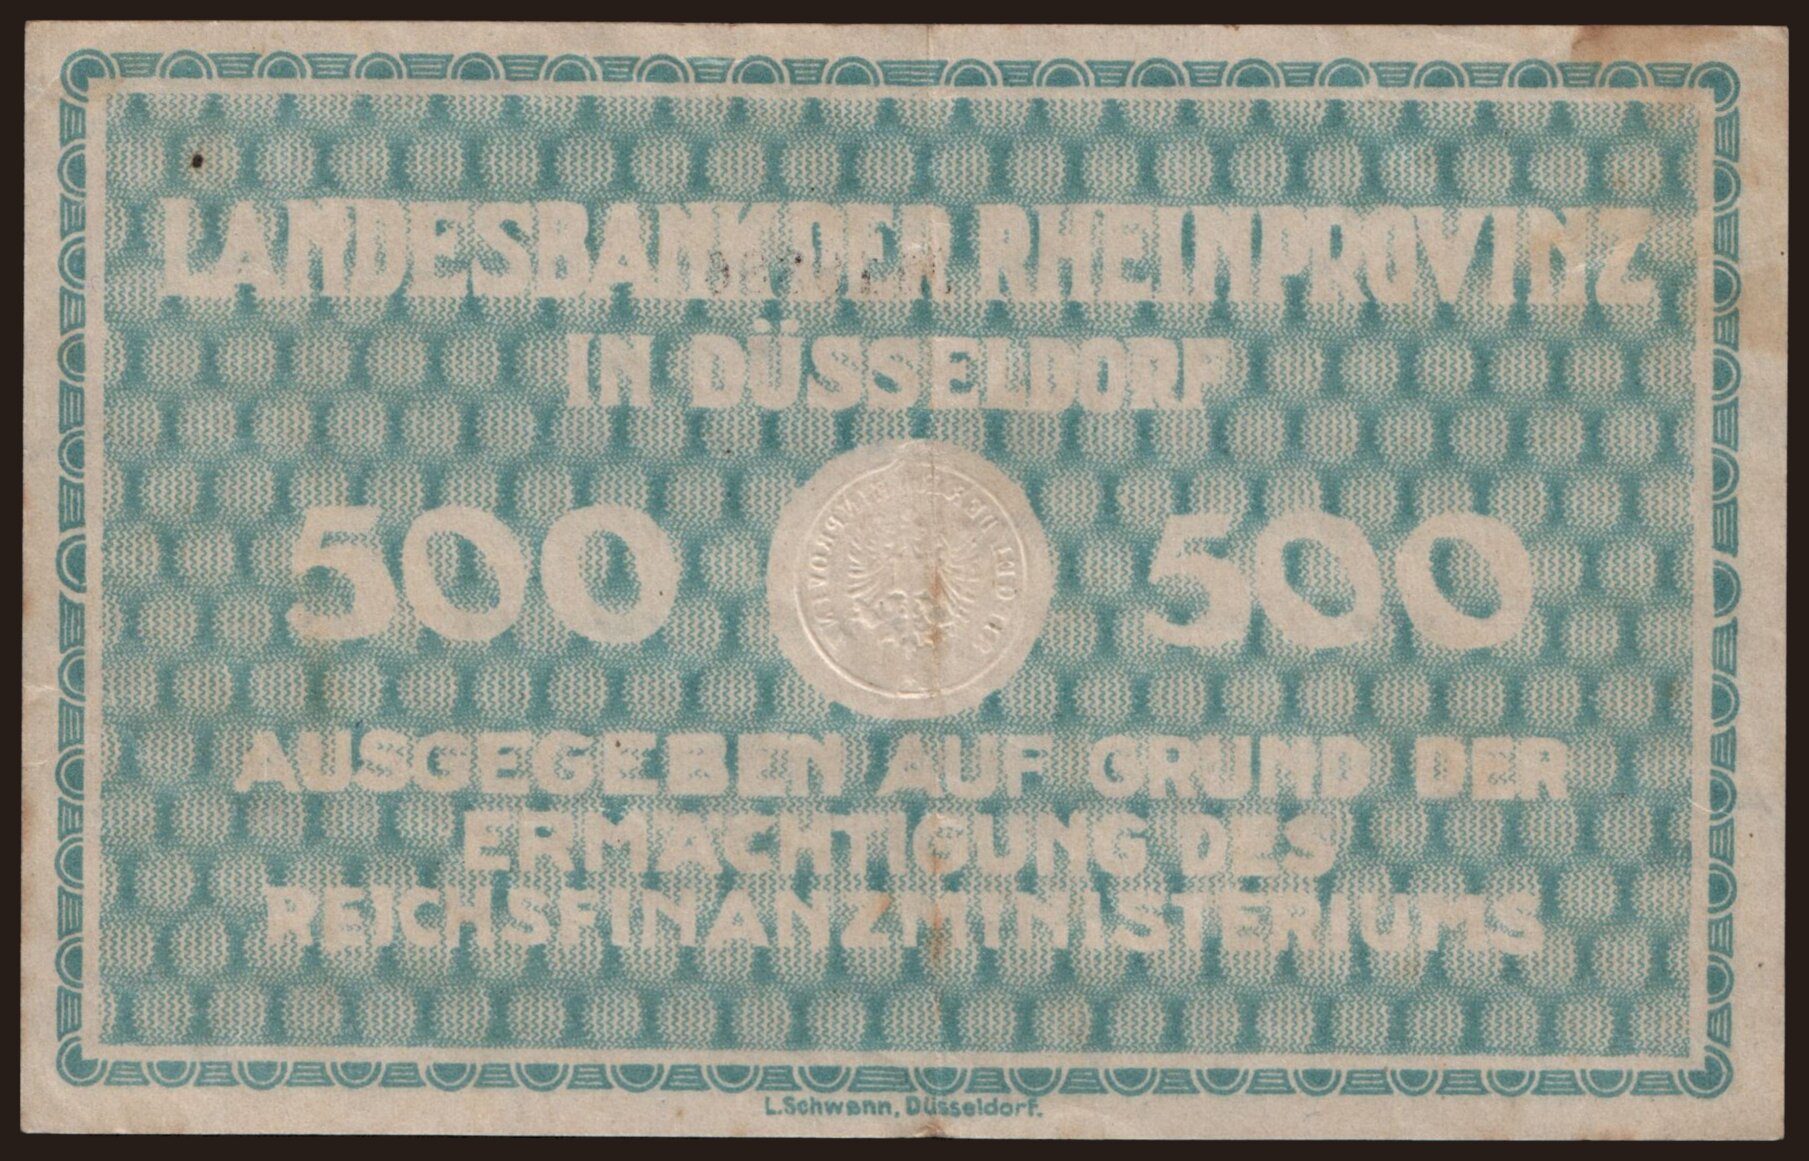 LANDESBANK DER RHEINPROVINZ
IN DÜSSELDORF
500 500
AUSGEGEBEN AUF GRUND DER
ERMÄCHTIGUNG DES
REICHSFINANZMINISTERIUMS
L.Schwann, Düsseldorf.